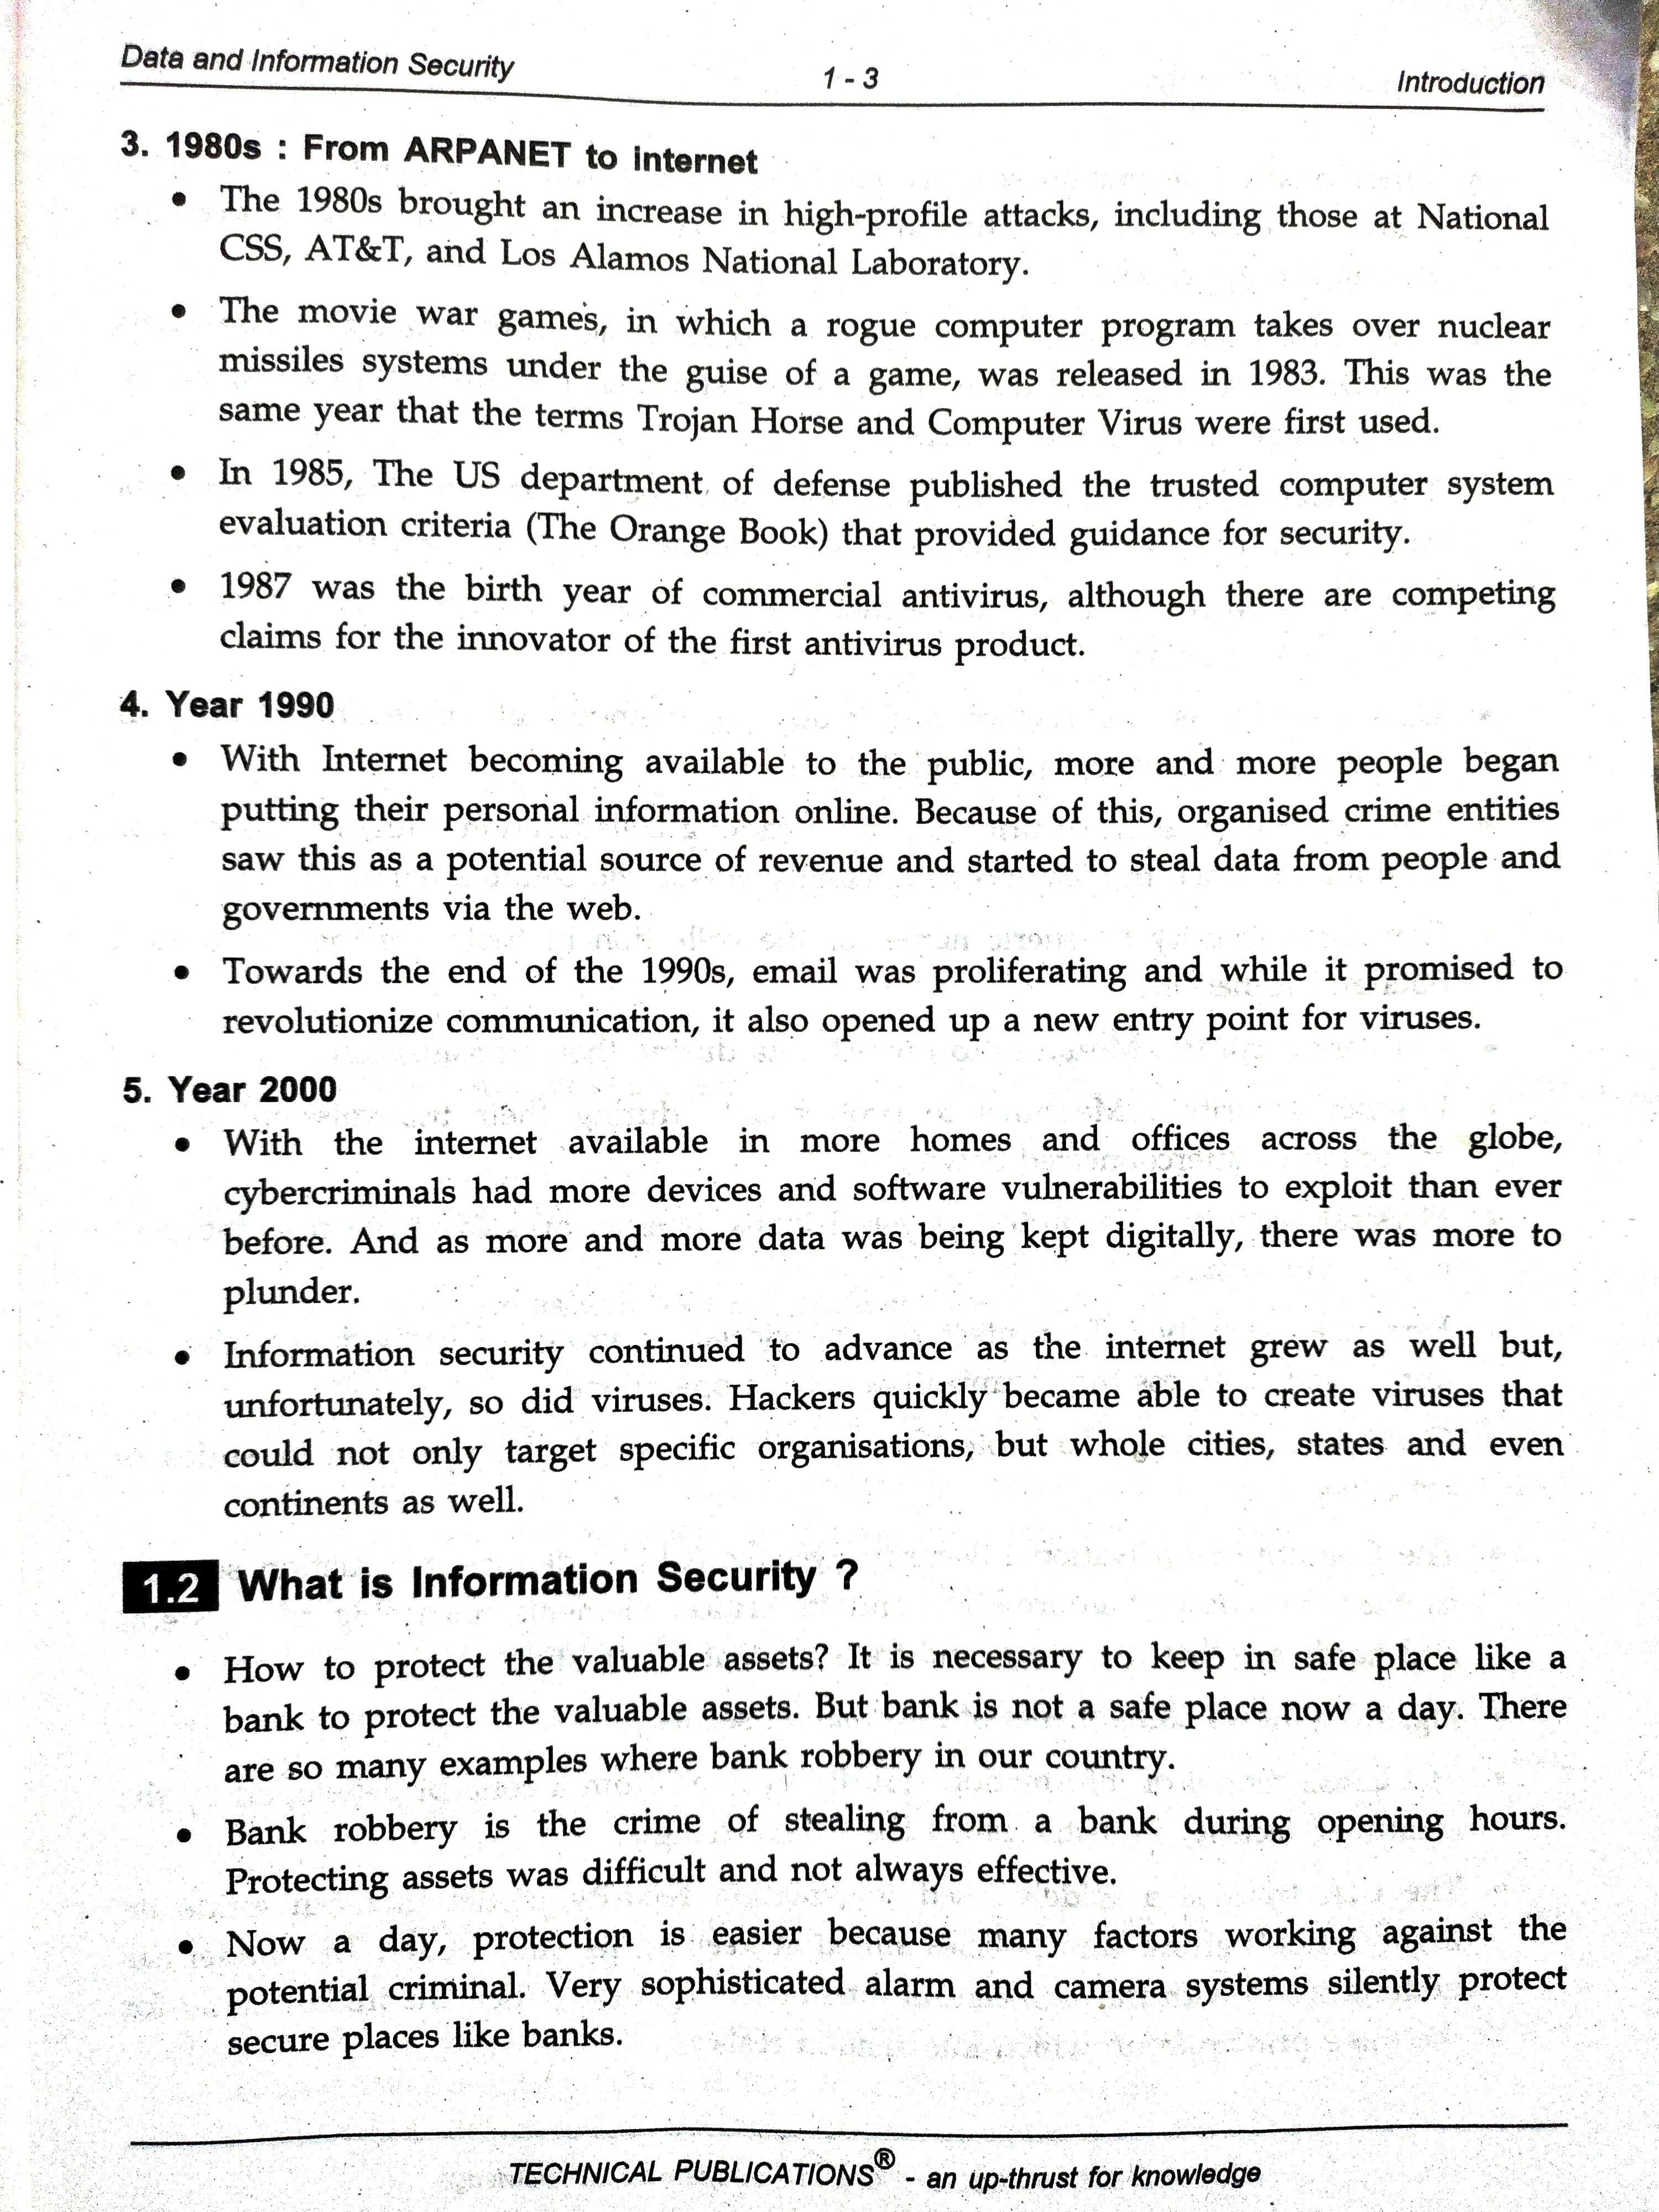 Data and Information Security
1 - 3
Introduction
3. 1980s : From ARPANET to internet
• The 1980s brought an increase in high-profile attacks, including those at National
CSS, AT&T, and Los Alamos National Laboratory.
• The movie war games, in which a rogue computer program takes over nuclear
missiles systems under the guise of a game, was released in 1983. This was the
same year that the terms Trojan Horse and Computer Virus were first used.
• In 1985, The US department of defense published the trusted computer system
evaluation criteria (The Orange Book) that provided guidance for security.
• 1987 was the birth year of commercial antivirus, although there are competing
claims for the innovator of the first antivirus product.
4. Year 1990
• With Internet becoming available to the public, more and more people began
putting their personal information online. Because of this, organised crime entities
saw this as a potential source of revenue and started to steal data from people and
governments via the web.
• Towards the end of the 1990s, email was proliferating and while it promised to
revolutionize communication, it also opened up a new entry point for viruses.
5. Year 2000
• With the internet available in more homes and offices across the globe,
cybercriminals had more devices and software vulnerabilities to exploit than ever
before. And as more and more data was being kept digitally, there was more to
plunder.
• Information security continued to advance as the internet grew as well but,
unfortunately, so did viruses. Hackers quickly became able to create viruses that
could not only target specific organisations, but whole cities, states and even
continents as well.
1.2 What is Information Security ?
• How to protect the valuable assets? It is necessary to keep in safe place like a
bank to protect the valuable assets. But bank is not a safe place now a day. There
are so many examples where bank robbery in our country.
• Bank robbery is the crime of stealing from a bank during opening hours.
Protecting assets was difficult and not always effective.
• Now a day, protection is easier because many factors working against the
potential criminal. Very sophisticated alarm and camera systems silently protect
secure places like banks.
TECHNICAL PUBLICATIONS® - an up-thrust for knowledge